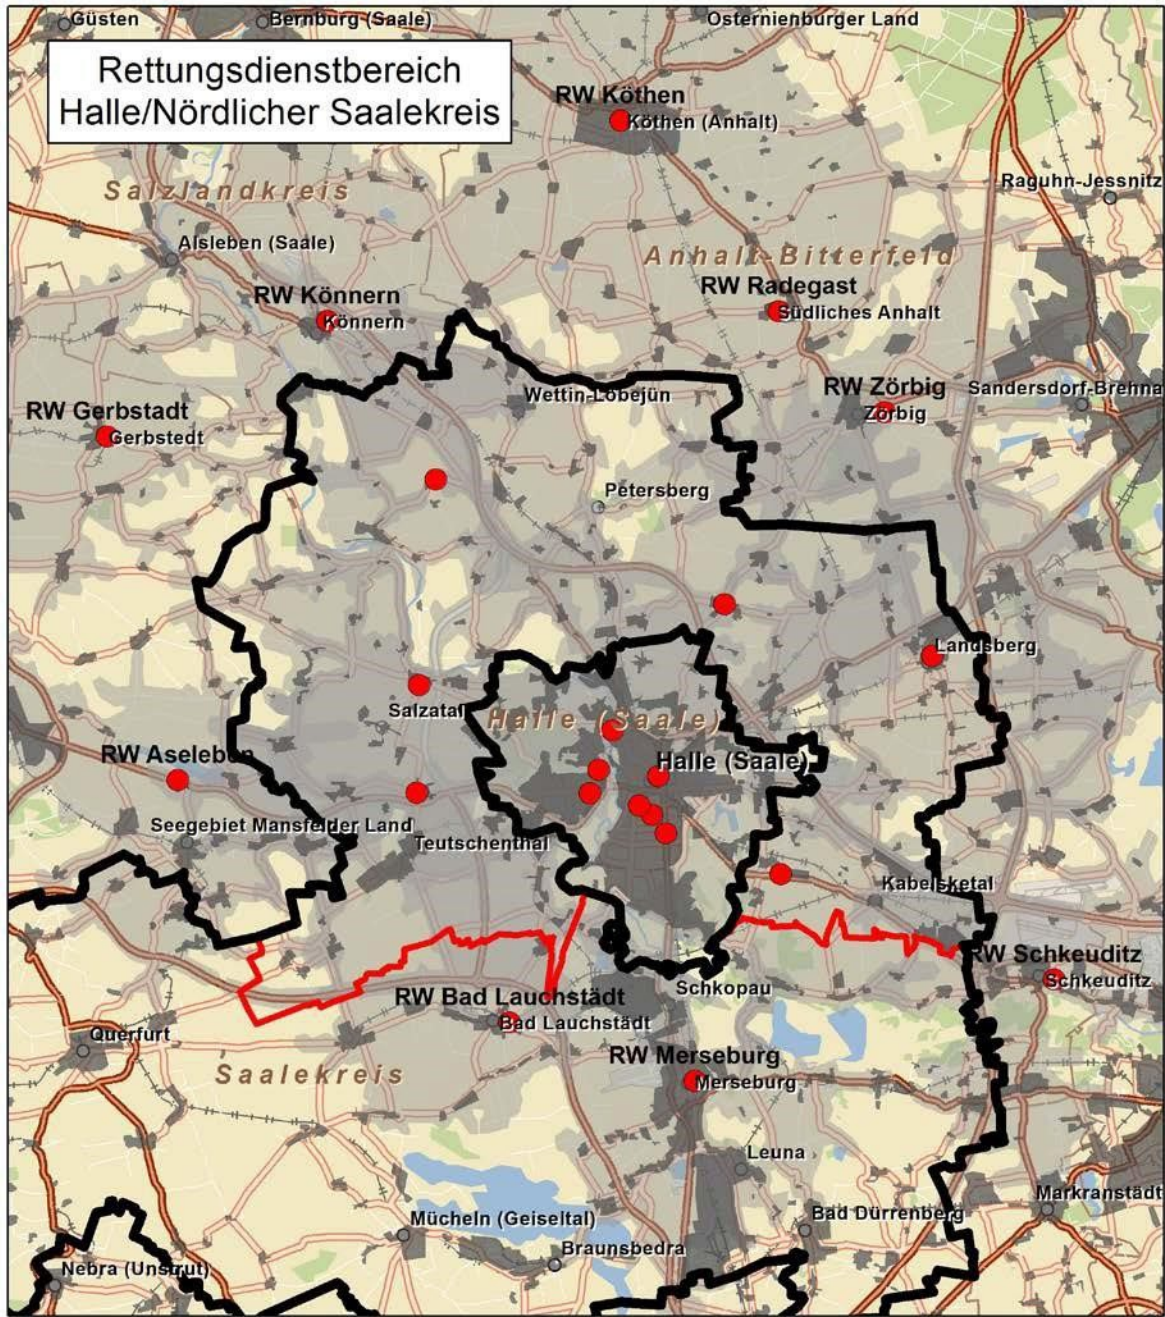 Güsten
Bernburg (Saale)
Osternienburger Land
Rettungsdienstbereich
Halle/Nördlicher Saalekreis
RW Köthen
Köthen (Anhalt)
Salzlandkreis
Raguhn-Jessnitz
Alsleben (Saale)
Anhalt-Bitterfeld
RW Könnern
Könnern
RW Radegast
Südliches Anhalt
Wettin-Löbejün
RW Zörbig
Zörbig
Sandersdorf-Brehna
RW Gerbstadt
Gerbstedt
Petersberg
Landsberg
Salzatal
Halle (Saale)
RW Aseleben
Halle (Saale)
Seegebiet Mansfelder Land
Teutschenthal
Kabelsketal
RW Schkeuditz
Schkeuditz
Schkopau
RW Bad Lauchstädt
Bad Lauchstädt
Querfurt
Saalekreis
RW Merseburg
Merseburg
Leuna
Markranstädt
Mücheln (Geiseltal)
Bad Dürrenberg
Braunsbedra
Nebra (Unstrut)